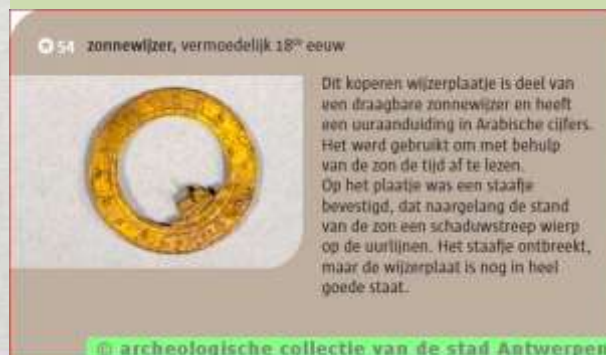 54 zonnewijzer, vermoedelijk 18de eeuw
Dit koperen wijzerplaatje is deel van
een draagbare zonnewijzer en heeft
een uuraanduiding in Arabische cijfers.
Het werd gebruikt om met behulp
van de zon de tijd af te lezen.
Op het plaatje was een staafje
bevestigd, dat naargelang de stand
van de zon een schaduwstreep wierp
op de uurlijnen. Het staafje ontbreekt,
maar de wijzerplaat is nog in heel
goede staat.
© archeologische collectie van de stad Antwerpen